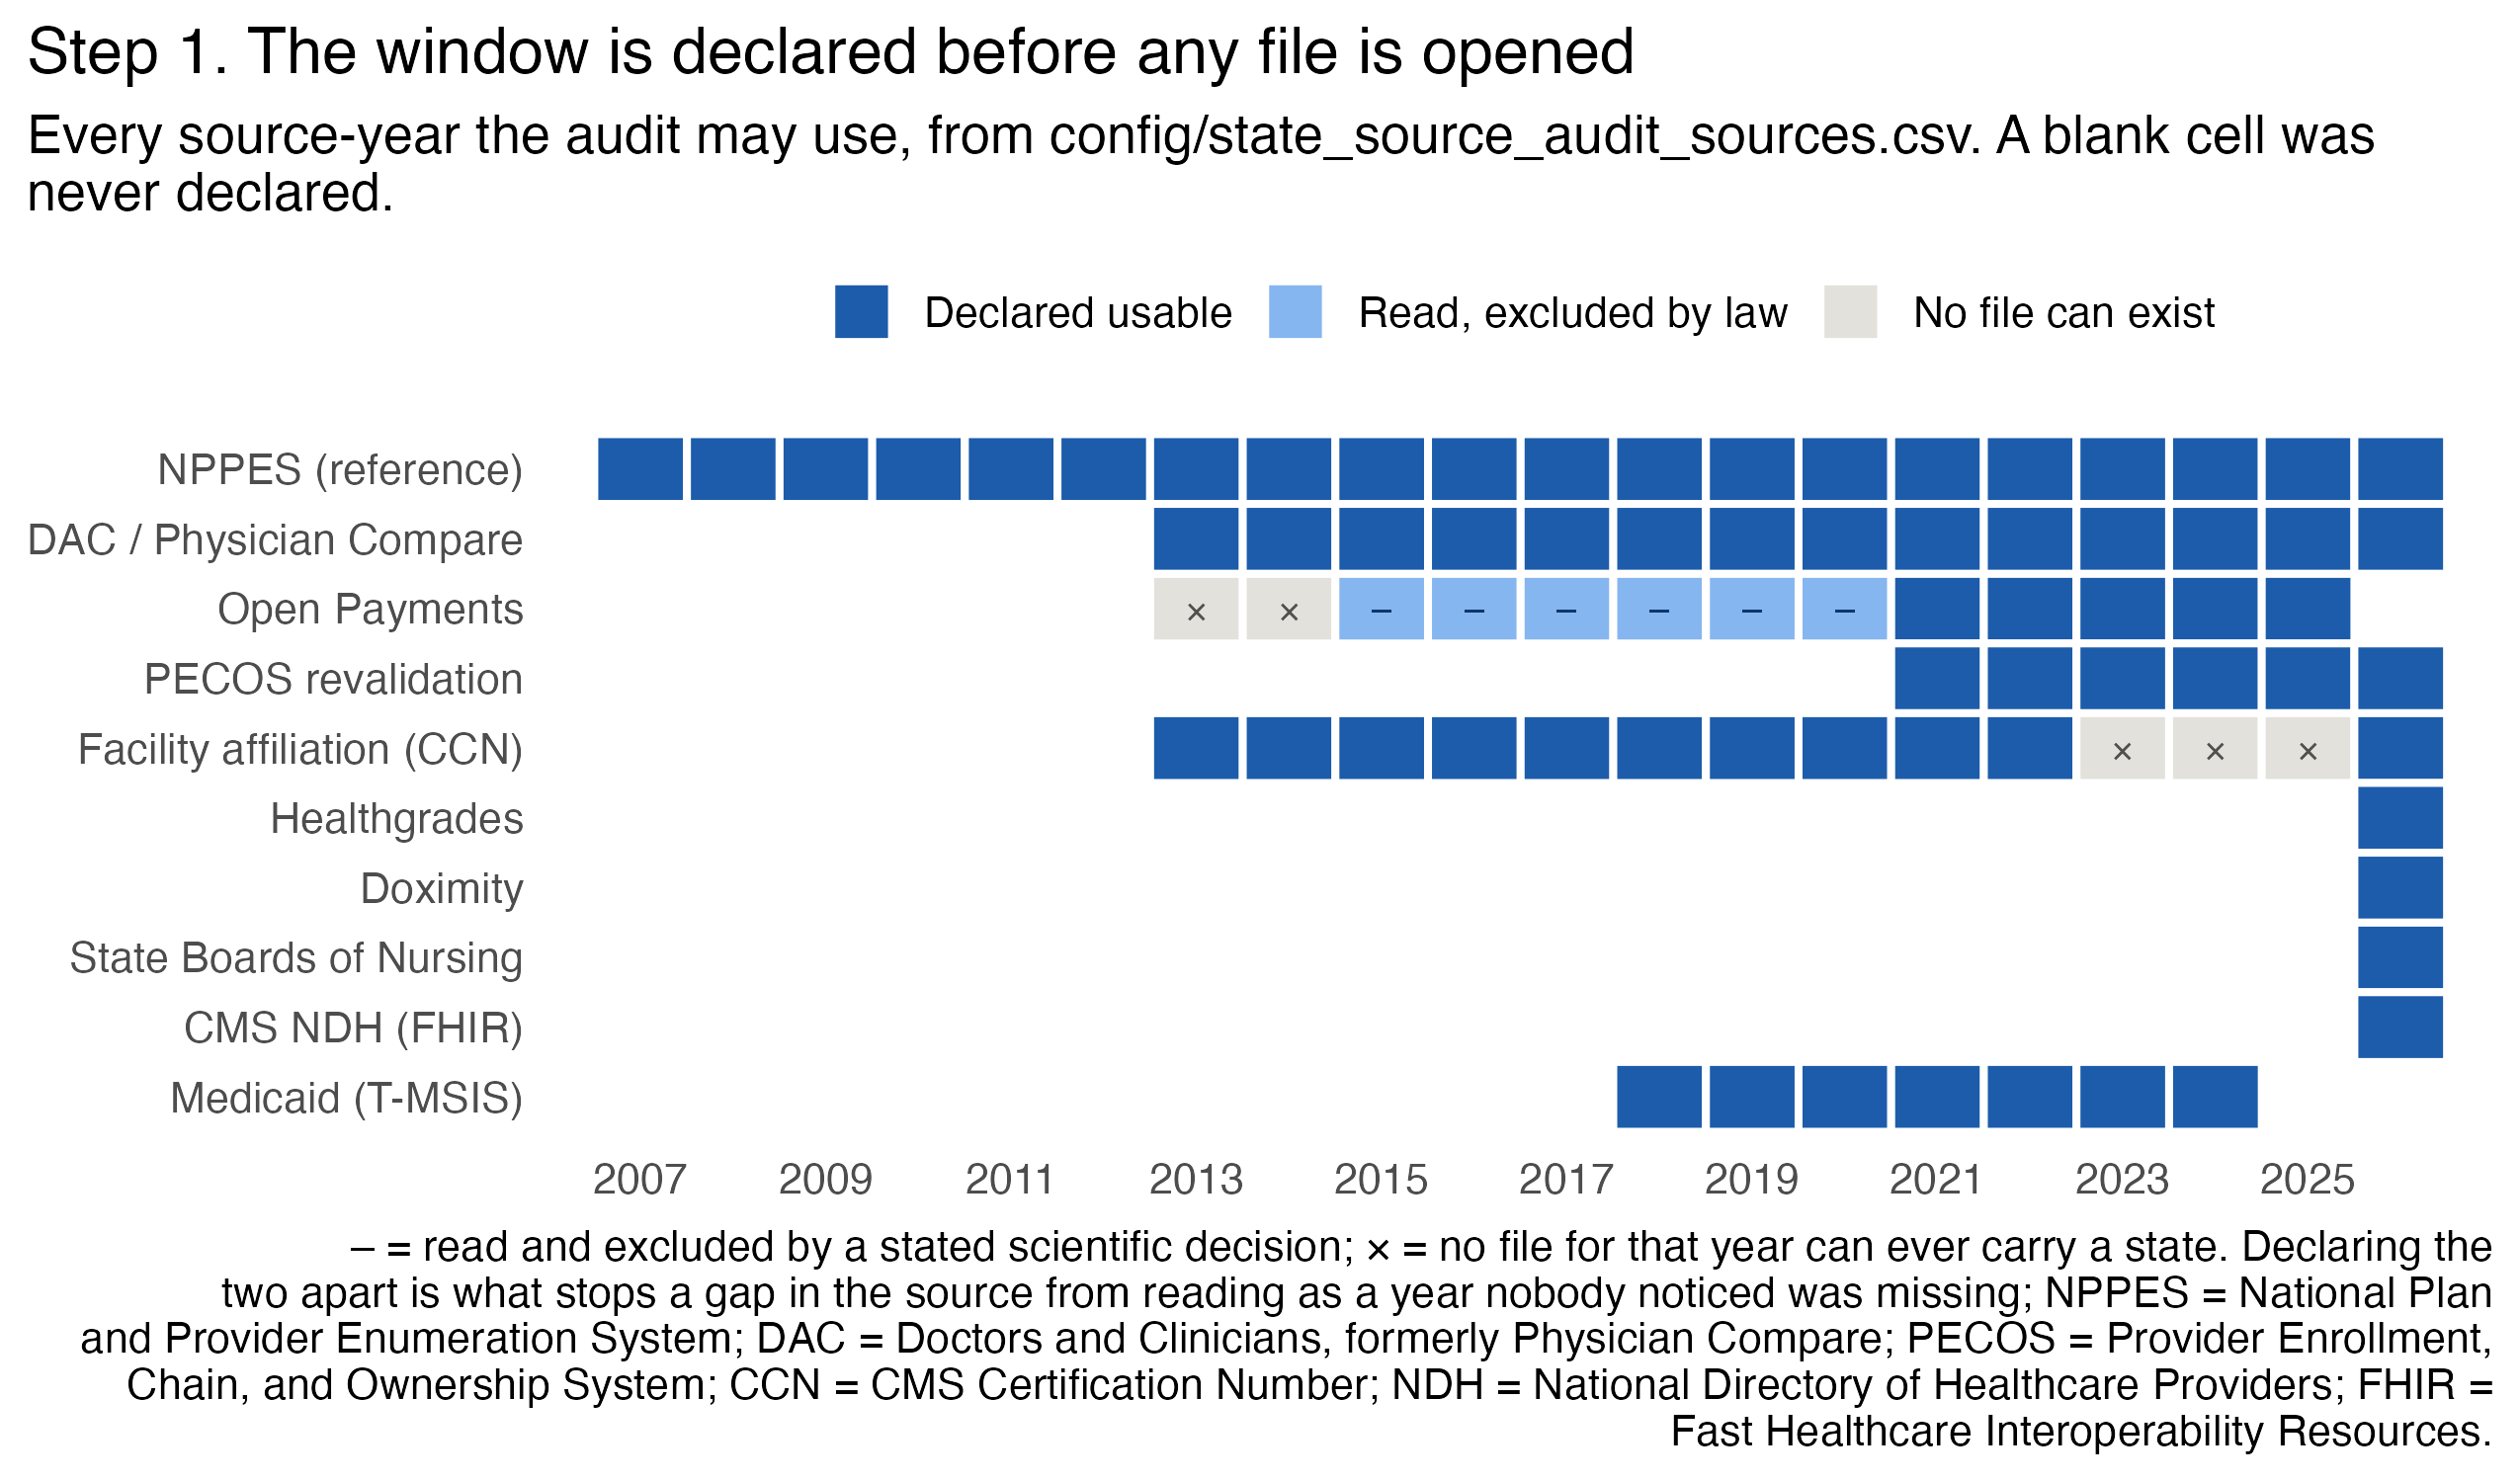 Step 1. The window is declared before any file is opened
Every source-year the audit may use, from config/state_source_audit_sources.csv. A blank cell was
never declared.
Declared usable
Read, excluded by law
No file can exist
NPPES (reference)
DAC / Physician Compare
Open Payments
× × – – – – – –
PECOS revalidation
Facility affiliation (CCN)
× × ×
Healthgrades
Doximity
State Boards of Nursing
CMS NDH (FHIR)
Medicaid (T-MSIS)
2007 2009 2011 2013 2015 2017 2019 2021 2023 2025
– = read and excluded by a stated scientific decision; × = no file for that year can ever carry a state. Declaring the
two apart is what stops a gap in the source from reading as a year nobody noticed was missing; NPPES = National Plan
and Provider Enumeration System; DAC = Doctors and Clinicians, formerly Physician Compare; PECOS = Provider Enrollment,
Chain, and Ownership System; CCN = CMS Certification Number; NDH = National Directory of Healthcare Providers; FHIR =
Fast Healthcare Interoperability Resources.